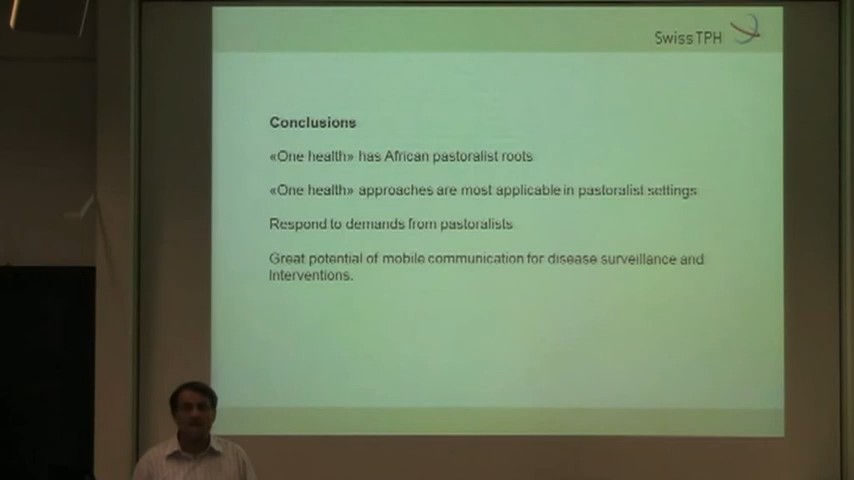 Swiss TPH
Conclusions
«One health» has African pastoralist roots
«One health» approaches are most applicable in pastoralist settings
Respond to demands from pastoralists
Great potential of mobile communication for disease surveillance and
Interventions.